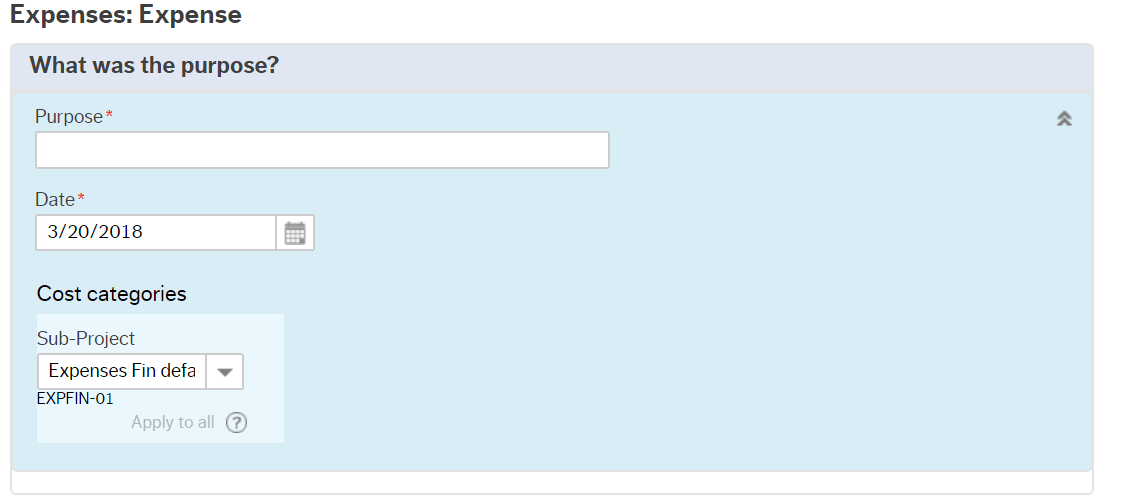 Expenses: Expense
What was the purpose?
Purpose*
Date*
3/20/2018
Cost categories
Sub-Project
Expenses Fin defa
EXPFIN-01
Apply to all ?